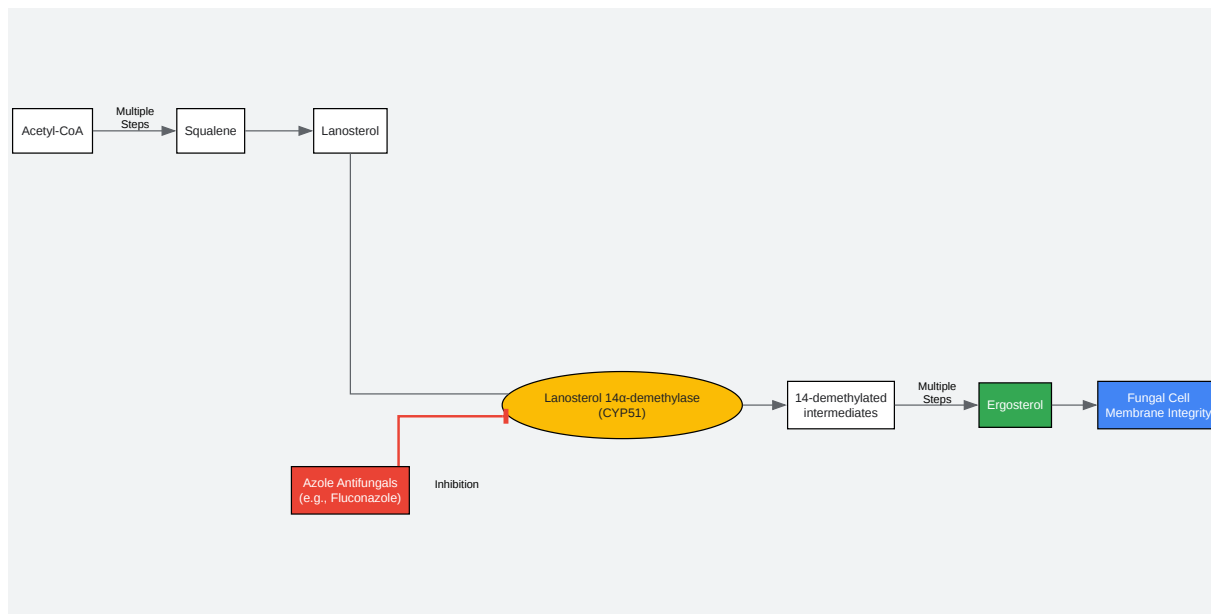 Acetyl-CoA
Multiple
Steps
Squalene
Lanosterol
Lanosterol 14α-demethylase
(CYP51)
14-demethylated
intermediates
Multiple
Steps
Ergosterol
Fungal Cell
Membrane Integrity
Azole Antifungals
(e.g., Fluconazole)
Inhibition